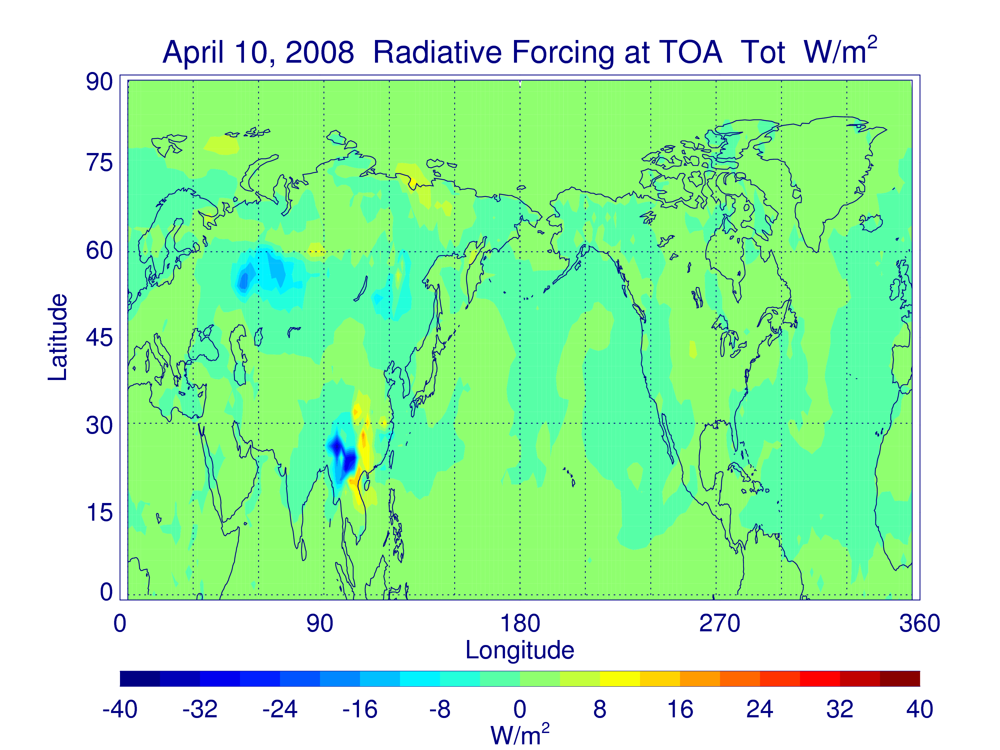 April 10, 2008 Radiative Forcing at TOA Tot W/m²
90
75
60
45
30
15
0
Latitude
0 90 180 270 360
Longitude
-40 -32 -24 -16 -8 0 8 16 24 32 40
W/m²